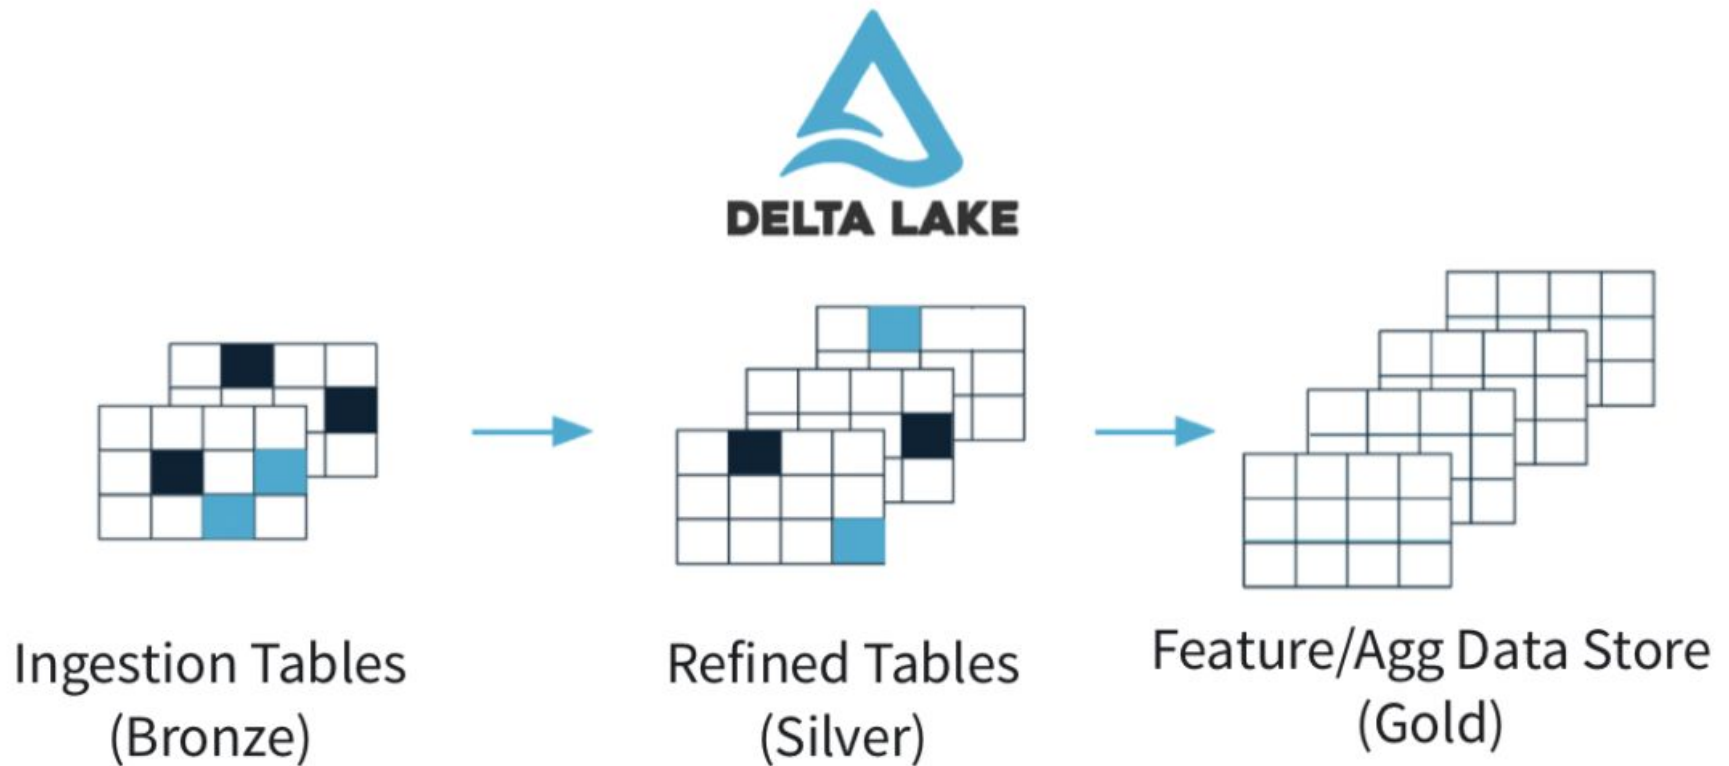 DELTA LAKE
Ingestion Tables
(Bronze)
Refined Tables
(Silver)
Feature/Agg Data Store
(Gold)